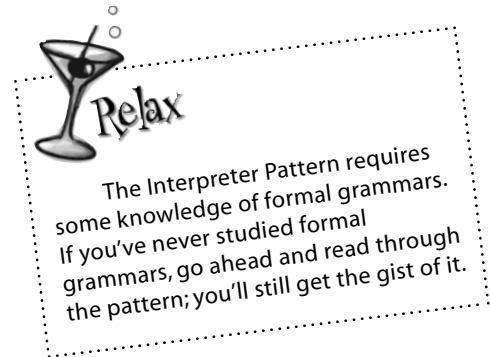 Relax
The Interpreter Pattern requires
some knowledge of formal grammars.
If you've never studied formal
grammars, go ahead and read through
the pattern; you'll still get the gist of it.